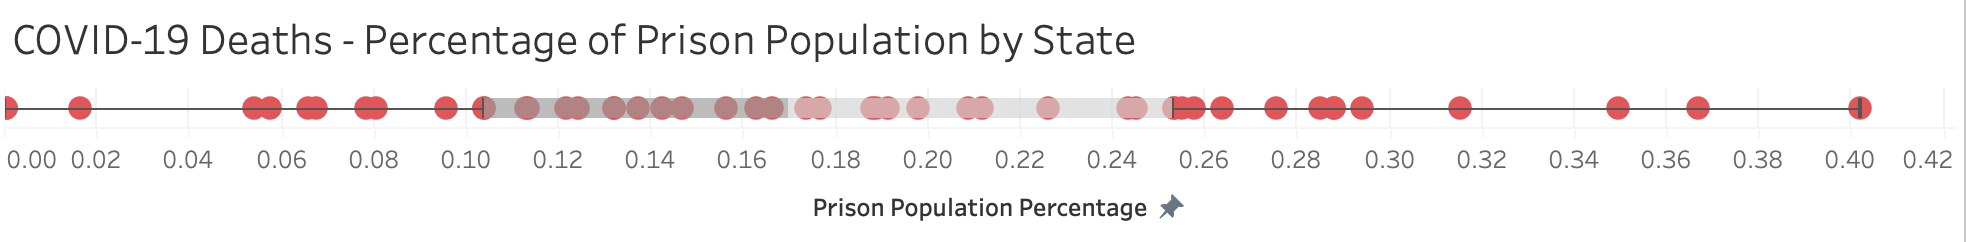 COVID-19 Deaths - Percentage of Prison Population by State
0.00 0.02 0.04 0.06 0.08 0.10 0.12 0.14 0.16 0.18 0.20 0.22 0.24 0.26 0.28 0.30 0.32 0.34 0.36 0.38 0.40 0.42
Prison Population Percentage